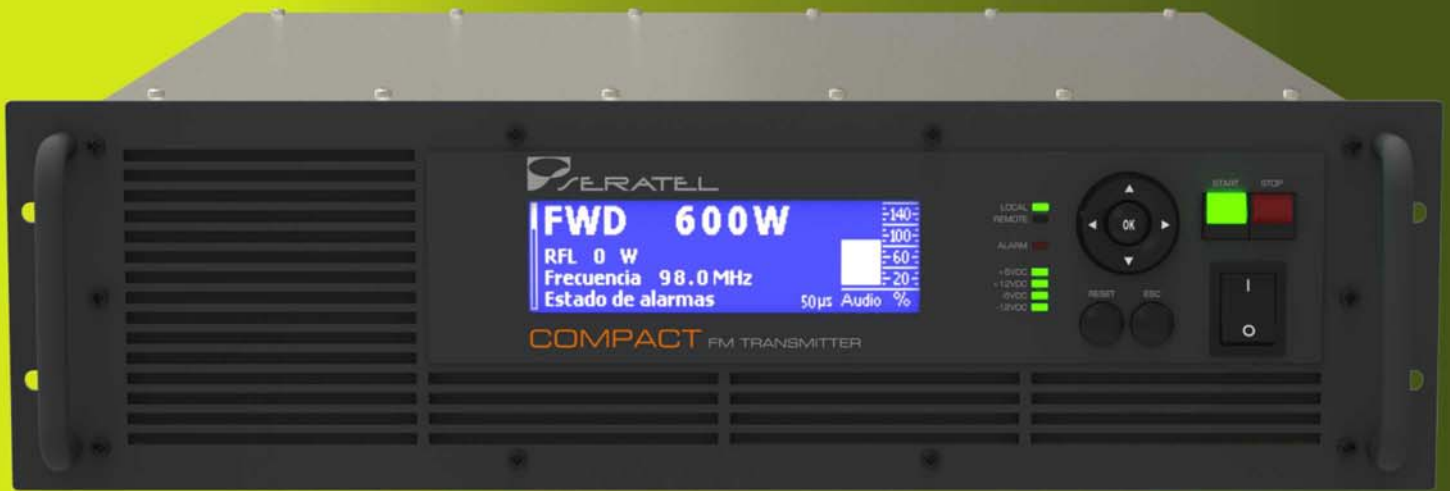 SERATEL
FWD 600W
RFL 0 W
Frecuencia 98.0 MHz
Estado de alarmas 50µs Audio %
-140-
-100-
-60-
-20-
COMPACT FM TRANSMITTER
LOCAL
REMOTE
ALARM
+5VDC
+12VDC
-5VDC
-12VDC
OK
RESET
ESC
START
STOP
I
O